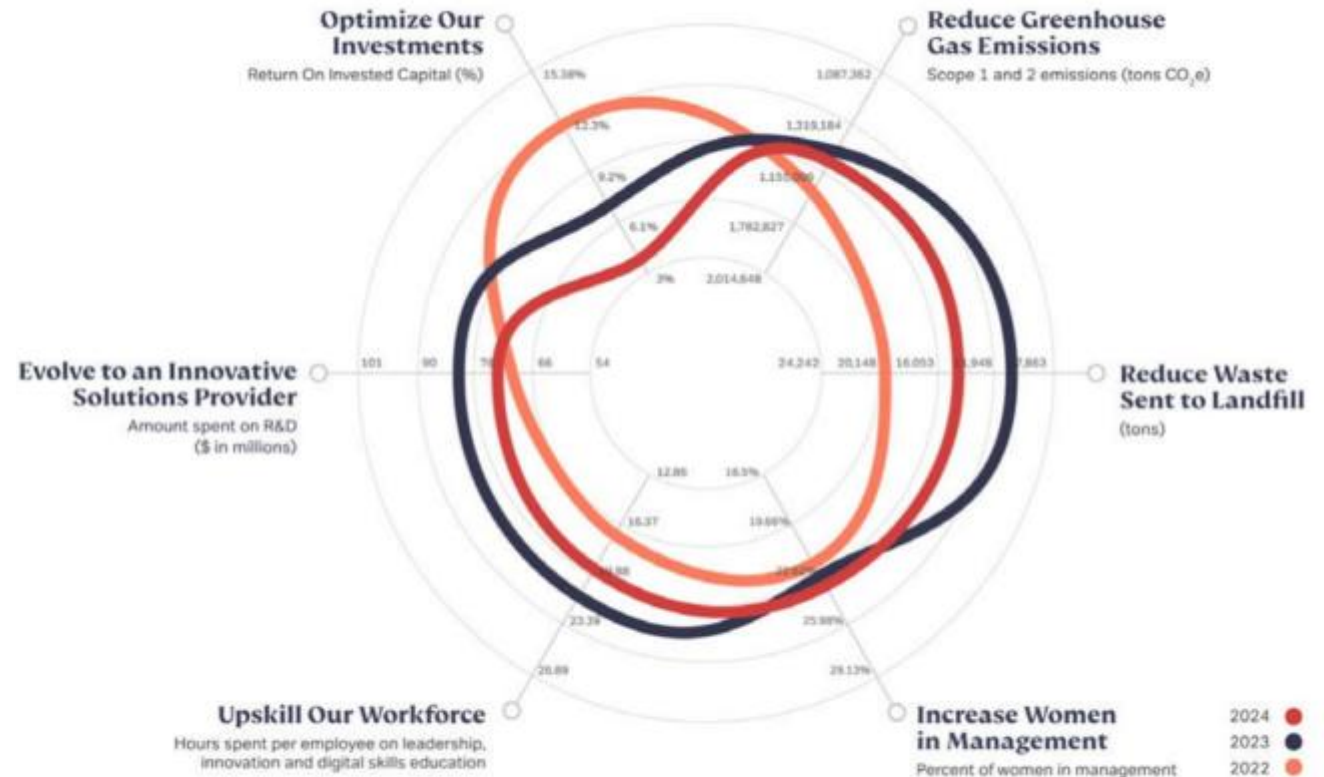 Optimize Our
Investments
Return On Invested Capital (%)
Reduce Greenhouse
Gas Emissions
Scope 1 and 2 emissions (tons CO₂e)
15.38%
1,087,362
12.3%
1,319,184
9.2%
6.1%
1,782,827
3%
2,014,648
Evolve to an Innovative
Solutions Provider
Amount spent on R&D
($ in millions)
101
90
66
54
24,242
20,148
16,053
Reduce Waste
Sent to Landfill
(tons)
12.86
16.5%
16.37
19.66%
23.39
25.98%
29.13%
Upskill Our Workforce
Hours spent per employee on leadership,
innovation and digital skills education
Increase Women
in Management
Percent of women in management
2024
2023
2022